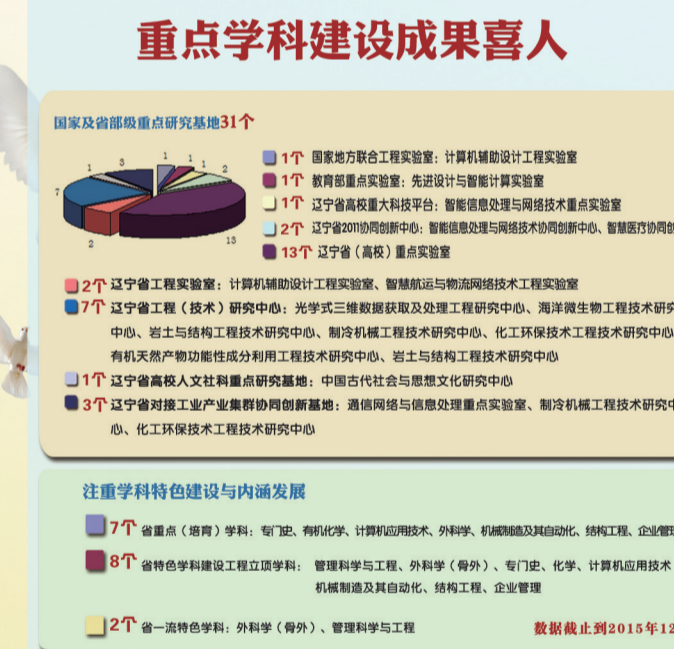 重点学科建设成果喜人
国家及省部级重点研究基地31个
1 3 1 1 1 2
7
2 13
1个 国家地方联合工程实验室：计算机辅助设计工程实验室
1个 教育部重点实验室：先进设计与智能计算实验室
1个 辽宁省高校重大科技平台：智能信息处理与网络技术重点实验室
2个 辽宁省2011协同创新中心：智能信息处理与网络技术协同创新中心、智慧医疗协同创
13个 辽宁省（高校）重点实验室
2个 辽宁省工程实验室：计算机辅助设计工程实验室、智慧航运与物流网络技术工程实验室
7个 辽宁省工程（技术）研究中心：光学式三维数据获取及处理工程研究中心、海洋微生物工程技术研究
中心、岩土与结构工程技术研究中心、制冷机械工程技术研究中心、化工环保技术工程技术研究中心
有机天然产物功能性成分利用工程技术研究中心、岩土与结构工程技术研究中心
1个 辽宁省高校人文社科重点研究基地：中国古代社会与思想文化研究中心
3个 辽宁省对接工业产业集群协同创新基地：通信网络与信息处理重点实验室、制冷机械工程技术研究中
心、化工环保技术工程技术研究中心
注重学科特色建设与内涵发展
7个 省重点（培育）学科：专门史、有机化学、计算机应用技术、外科学、机械制造及其自动化、结构工程、企业管理
8个 省特色学科建设工程立项学科： 管理科学与工程、外科学（骨外）、专门史、化学、计算机应用技术
机械制造及其自动化、结构工程、企业管理
2个 省一流特色学科：外科学（骨外）、管理科学与工程
数据截止到2015年12